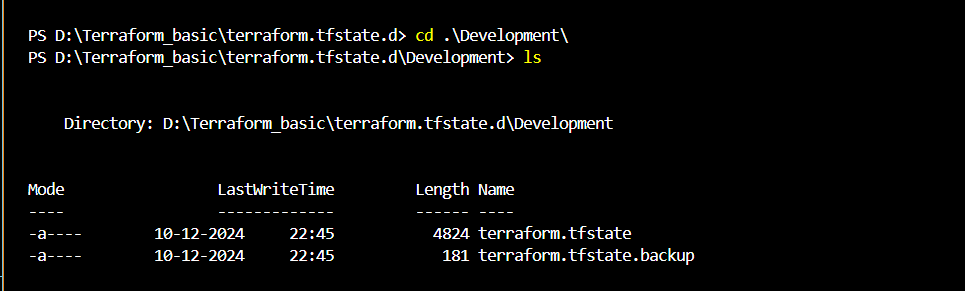 PS D:\Terraform_basic\terraform.tfstate.d> cd .\Development\
PS D:\Terraform_basic\terraform.tfstate.d\Development> ls
Directory: D:\Terraform_basic\terraform.tfstate.d\Development
Mode                 LastWriteTime         Length Name
----                 -------------         ------ ----
-a----        10-12-2024     22:45           4824 terraform.tfstate
-a----        10-12-2024     22:45            181 terraform.tfstate.backup